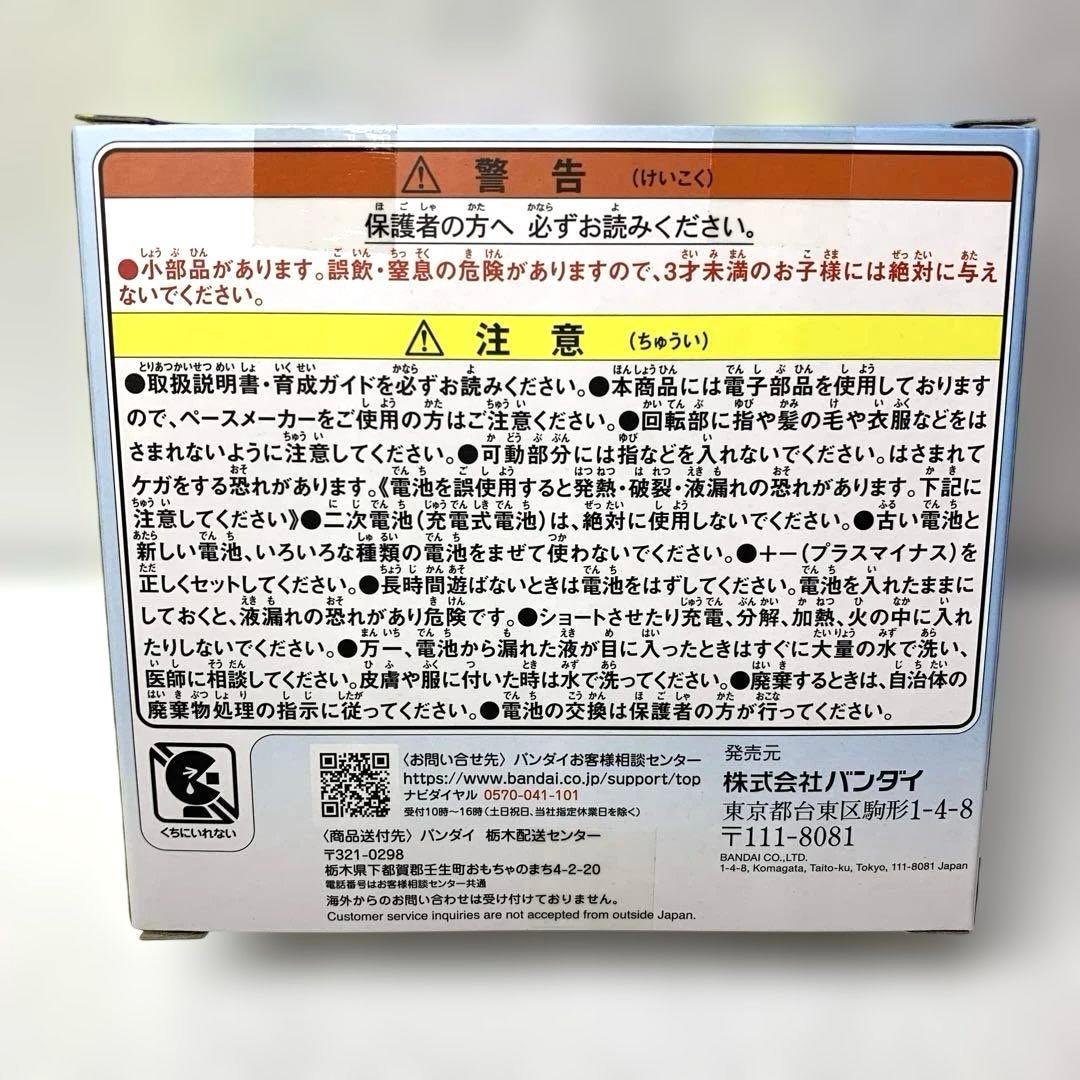 警告 (けいこく)
保護者の方へ 必ずお読みください。
●小部品があります。誤飲・窒息の危険がありますので、3才未満のお子様には絶対に与え
ないでください。
注意 (ちゅうい)
●取扱説明書・育成ガイドを必ずお読みください。●本商品には電子部品を使用しております
ので、ペースメーカーをご使用の方はご注意ください。●回転部に指や髪の毛や衣服などをは
さまれないように注意してください。●可動部分には指などを入れないでください。はさまれて
ケガをする恐れがあります。《電池を誤使用すると発熱・破裂・液漏れの恐れがあります。下記に
注意してください》●二次電池(充電式電池)は、絶対に使用しないでください。●古い電池と
新しい電池、いろいろな種類の電池をまぜて使わないでください。●＋－(プラスマイナス)を
正しくセットしてください。●長時間遊ばないときは電池をはずしてください。電池を入れたままに
しておくと、液漏れの恐れがあり危険です。●ショートさせたり充電、分解、加熱、火の中に入れ
たりしないでください。●万一、電池から漏れた液が目に入ったときはすぐに大量の水で洗い、
医師に相談してください。皮膚や服に付いた時は水で洗ってください。●廃棄するときは、自治体の
廃棄物処理の指示に従ってください。●電池の交換は保護者の方が行ってください。
くちにいれない
〈お問い合せ先〉バンダイお客様相談センター
https://www.bandai.co.jp/support/top
ナビダイヤル 0570-041-101
受付10時〜16時(土日祝日、当社指定休業日を除く)
〈商品送付先〉バンダイ 栃木配送センター
〒321-0298
栃木県下都賀郡壬生町おもちゃのまち4-2-20
電話番号はお客様相談センター共通
海外からのお問い合わせは受け付けておりません。
Customer service inquiries are not accepted from outside Japan.
発売元
株式会社バンダイ
東京都台東区駒形1-4-8
〒111-8081
BANDAI CO.,LTD.
1-4-8, Komagata, Taito-ku, Tokyo, 111-8081 Japan